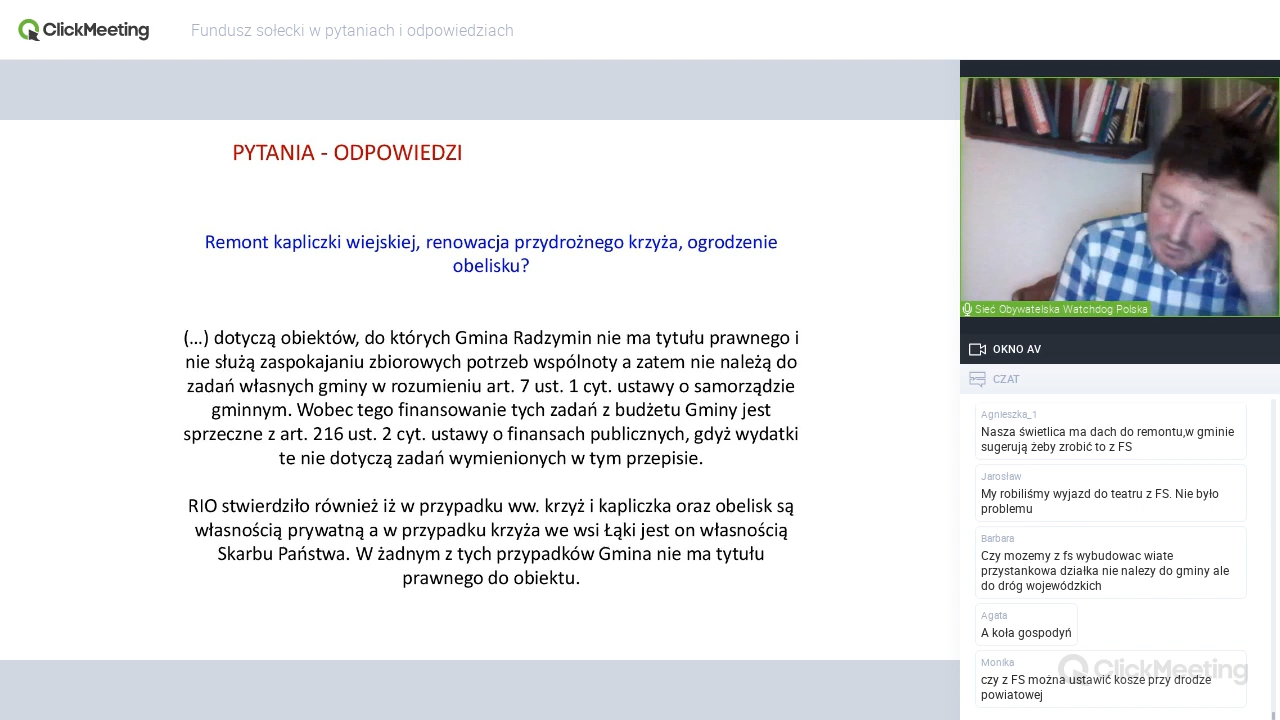 ClickMeeting
Fundusz sołecki w pytaniach i odpowiedziach
PYTANIA - ODPOWIEDZI
Remont kapliczki wiejskiej, renowacja przydrożnego krzyża, ogrodzenie
obelisku?
(...) dotyczą obiektów, do których Gmina Radzymin nie ma tytułu prawnego i
nie służą zaspokajaniu zbiorowych potrzeb wspólnoty a zatem nie należą do
zadań własnych gminy w rozumieniu art. 7 ust. 1 cyt. ustawy o samorządzie
gminnym. Wobec tego finansowanie tych zadań z budżetu Gminy jest
sprzeczne z art. 216 ust. 2 cyt. ustawy o finansach publicznych, gdyż wydatki
te nie dotyczą zadań wymienionych w tym przepisie.
RIO stwierdziło również iż w przypadku ww. krzyż i kapliczka oraz obelisk są
własnością prywatną a w przypadku krzyża we wsi Łąki jest on własnością
Skarbu Państwa. W żadnym z tych przypadków Gmina nie ma tytułu
prawnego do obiektu.
Sieć Obywatelska Watchdog Polska
OKNO AV
CZAT
Agnieszka_1
Nasza świetlica ma dach do remontu,w gminie
sugerują żeby zrobić to z FS
Jarosław
My robiliśmy wyjazd do teatru z FS. Nie było
problemu
Barbara
Czy mozemy z fs wybudowac wiate
przystankowa działka nie nalezy do gminy ale
do dróg wojewódzkich
Agata
A koła gospodyń
Monika
czy z FS można ustawić kosze przy drodze
powiatowej
ClickMeeting